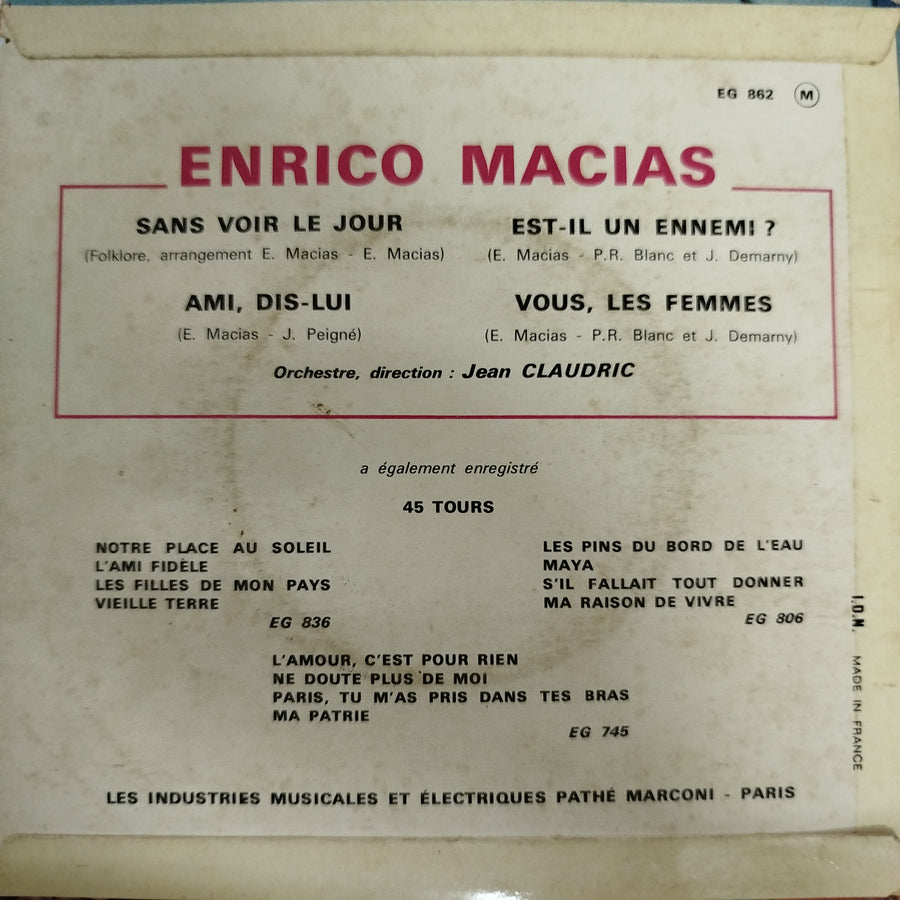 EG 862 M
ENRICO MACIAS
SANS VOIR LE JOUR
(Folklore, arrangement E. Macias - E. Macias)
AMI, DIS-LUI
(E. Macias - J. Peigné)
EST-IL UN ENNEMI ?
(E. Macias - P.R. Blanc et J. Demarny)
VOUS, LES FEMMES
(E. Macias - P.R. Blanc et J. Demarny)
Orchestre, direction : Jean CLAUDRIC
a également enregistré
45 TOURS
NOTRE PLACE AU SOLEIL
L'AMI FIDÈLE
LES FILLES DE MON PAYS
VIEILLE TERRE
EG 836
LES PINS DU BORD DE L'EAU
MAYA
S'IL FALLAIT TOUT DONNER
MA RAISON DE VIVRE
EG 806
L'AMOUR, C'EST POUR RIEN
NE DOUTE PLUS DE MOI
PARIS, TU M'AS PRIS DANS TES BRAS
MA PATRIE
EG 745
I.D.N. MADE IN FRANCE
LES INDUSTRIES MUSICALES ET ÉLECTRIQUES PATHÉ MARCONI - PARIS